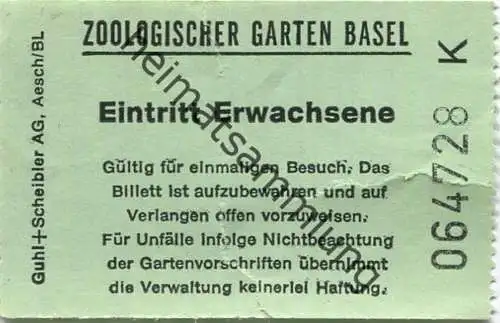 ZOOLOGISCHER GARTEN BASEL
Eintritt Erwachsene
Gültig für einmaligen Besuch. Das
Billett ist aufzubewahren und auf
Verlangen offen vorzuweisen.
Für Unfälle infolge Nichtbeachtung
der Gartenvorschriften übernimmt
die Verwaltung keinerlei Haftung.
Guhl+Scheibler AG, Aesch/BL
064728 K
heimatsammlung.de